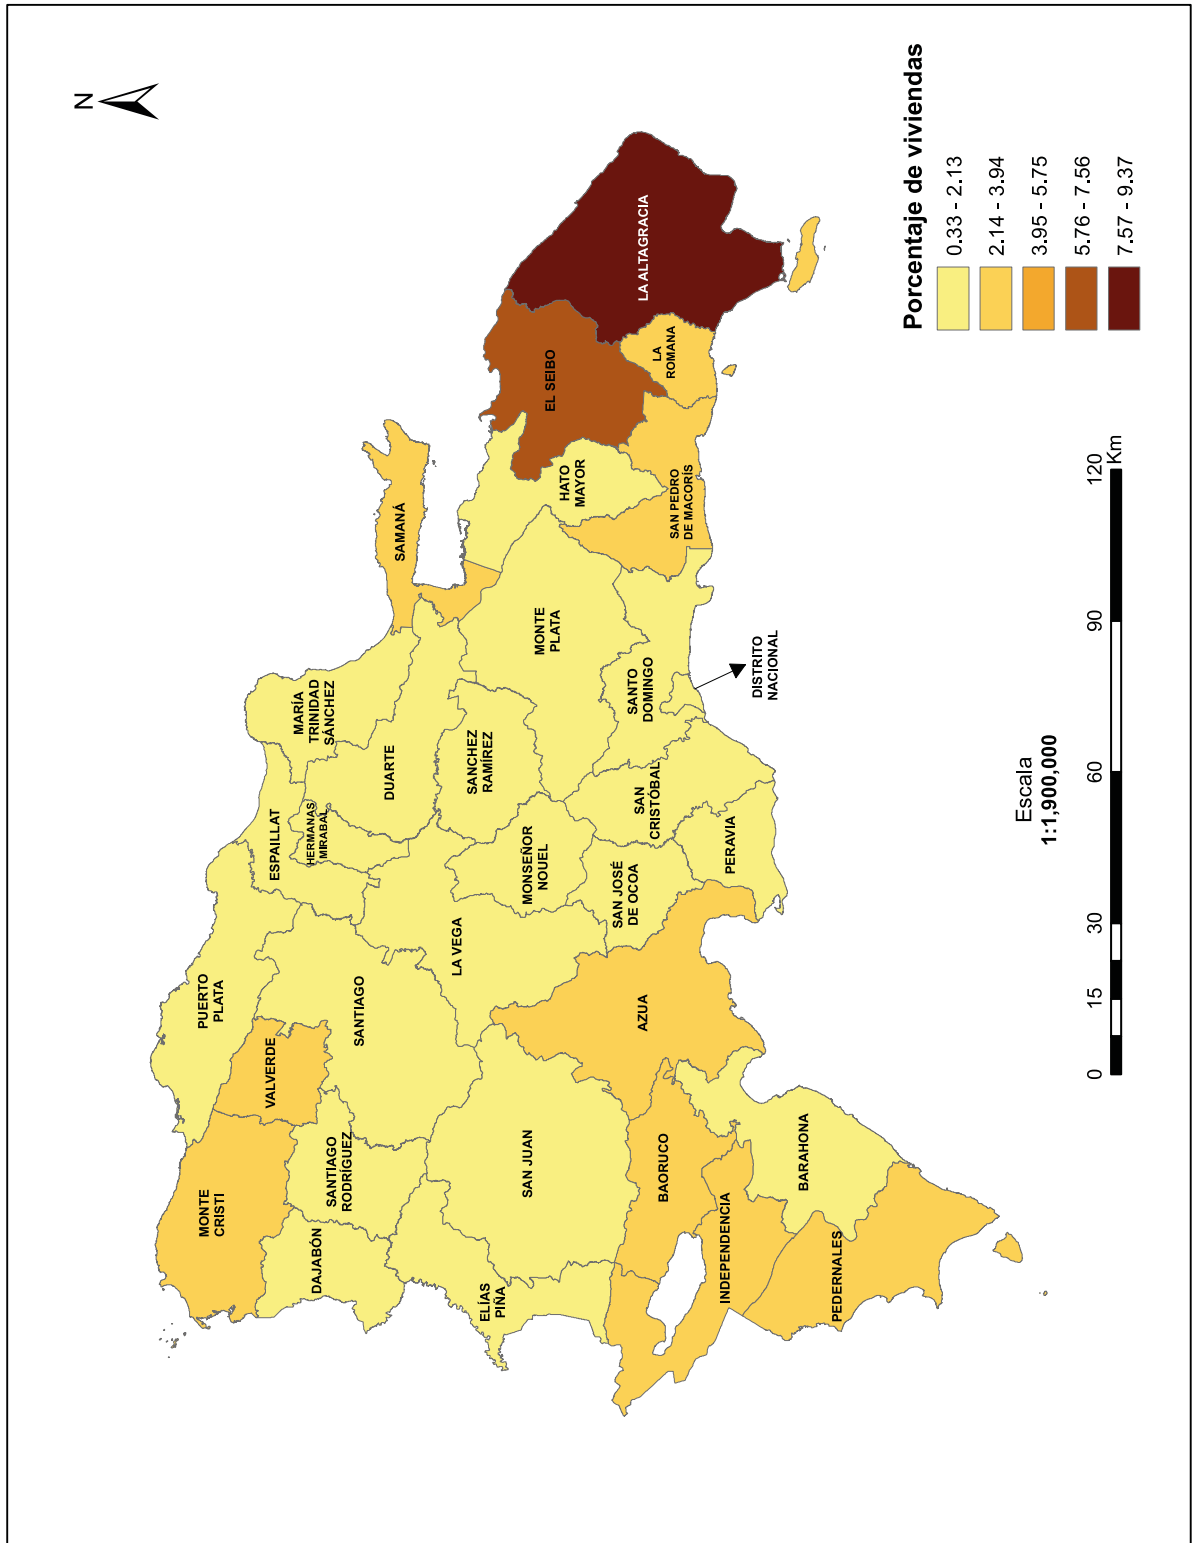 N
MONTE
CRISTI
PUERTO
PLATA
VALVERDE
ESPAILLAT
MARÍA
TRINIDAD
SÁNCHEZ
DAJABÓN
SANTIAGO
RODRÍGUEZ
SANTIAGO
HERMANAS
MIRABAL
DUARTE
SAMANÁ
ELÍAS
PIÑA
SAN JUAN
LA VEGA
SANCHEZ
RAMÍREZ
MONSEÑOR
NOUEL
MONTE
PLATA
HATO
MAYOR
EL SEIBO
LA ALTAGRACIA
BAORUCO
AZUA
SAN JOSÉ
DE OCOA
SAN
CRISTÓBAL
SANTO
DOMINGO
SAN PEDRO
DE MACORÍS
LA
ROMANA
INDEPENDENCIA
PERAVIA
DISTRITO
NACIONAL
PEDERNALES
BARAHONA
Porcentaje de viviendas
0.33 - 2.13
2.14 - 3.94
3.95 - 5.75
5.76 - 7.56
7.57 - 9.37
Escala
1:1,900,000
0 15 30 60 90 120
Km